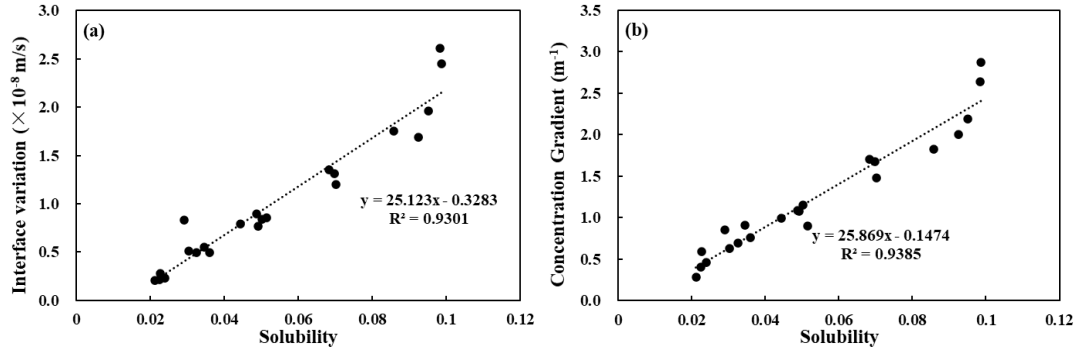 (a)
Interface variation (×10⁻⁸ m/s)
3.0
2.5
2.0
1.5
1.0
0.5
0.0
y = 25.123x - 0.3283
R² = 0.9301
0 0.02 0.04 0.06 0.08 0.1 0.12
Solubility
(b)
Concentration Gradient (m⁻¹)
3.5
3.0
2.5
2.0
1.5
1.0
0.5
0.0
y = 25.869x - 0.1474
R² = 0.9385
0 0.02 0.04 0.06 0.08 0.1 0.12
Solubility